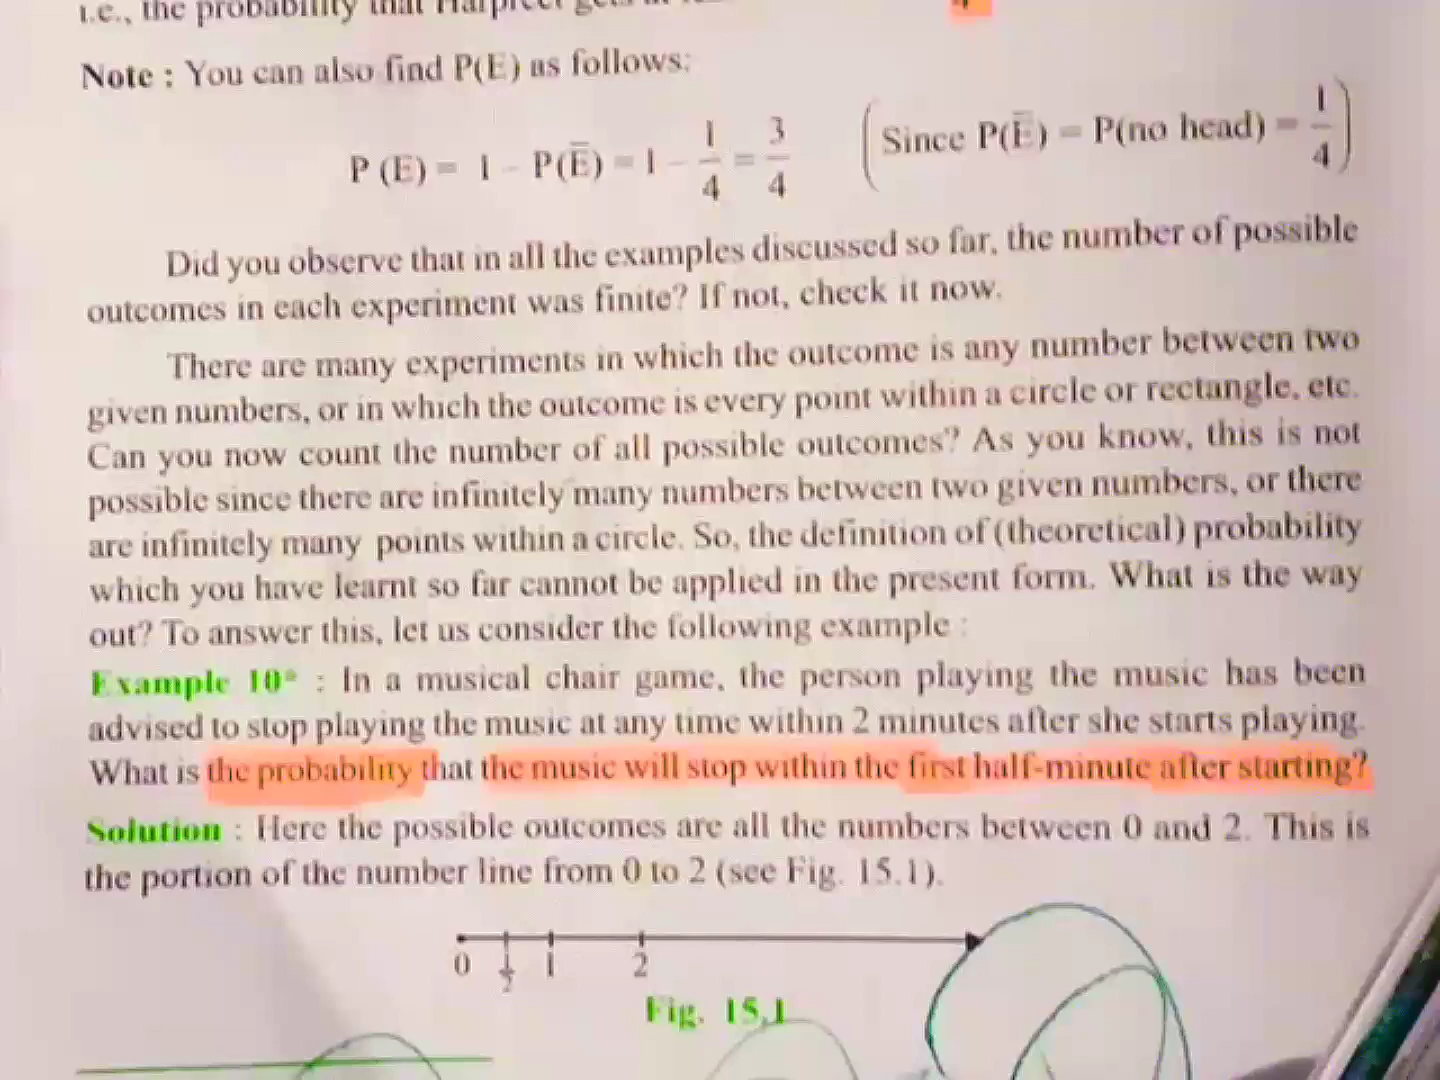 i.e., the probability that Harpreet gets at
Note : You can also find P(E) as follows:
P (E) = 1 – P(E̅) = 1 – 1/4 = 3/4 (Since P(E̅) = P(no head) = 1/4)
Did you observe that in all the examples discussed so far, the number of possible
outcomes in each experiment was finite? If not, check it now.
There are many experiments in which the outcome is any number between two
given numbers, or in which the outcome is every point within a circle or rectangle, etc.
Can you now count the number of all possible outcomes? As you know, this is not
possible since there are infinitely many numbers between two given numbers, or there
are infinitely many points within a circle. So, the definition of (theoretical) probability
which you have learnt so far cannot be applied in the present form. What is the way
out? To answer this, let us consider the following example :
Example 10* : In a musical chair game, the person playing the music has been
advised to stop playing the music at any time within 2 minutes after she starts playing.
What is the probability that the music will stop within the first half-minute after starting?
Solution : Here the possible outcomes are all the numbers between 0 and 2. This is
the portion of the number line from 0 to 2 (see Fig. 15.1).
0 1/2 1 2
Fig. 15.1